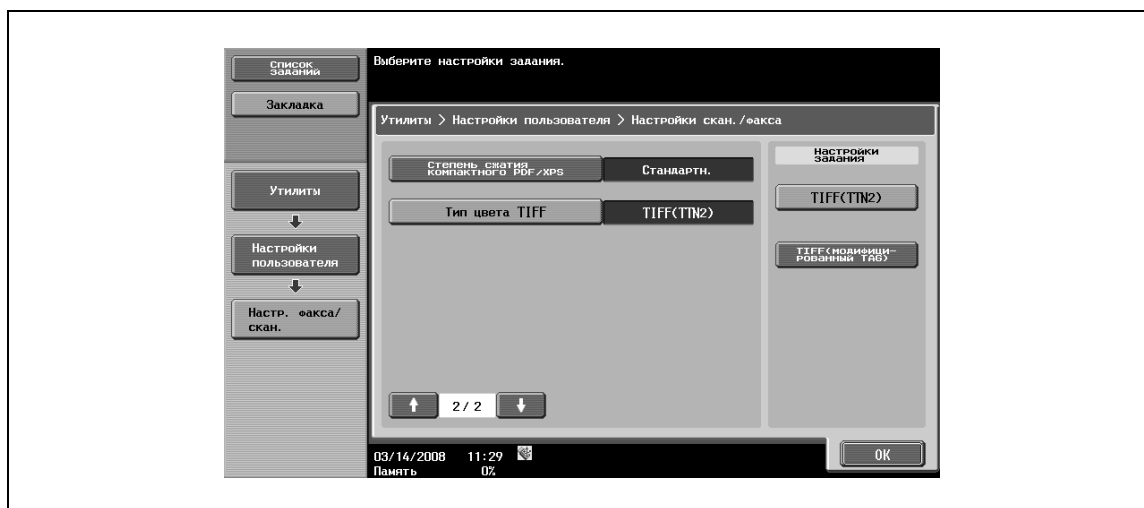 Список
заданий
Закладка
Утилиты
Настройки
пользователя
Настр. факса/
скан.
Выберите настройки задания.
Утилиты > Настройки пользователя > Настройки скан./факса
Степень сжатия
компактного PDF/XPS
Стандартн.
Тип цвета TIFF
TIFF(TTN2)
2/ 2
Настройки
задания
TIFF(TTN2)
TIFF(модифици-
рованный TAG)
03/14/2008 11:29
Память 0%
OK